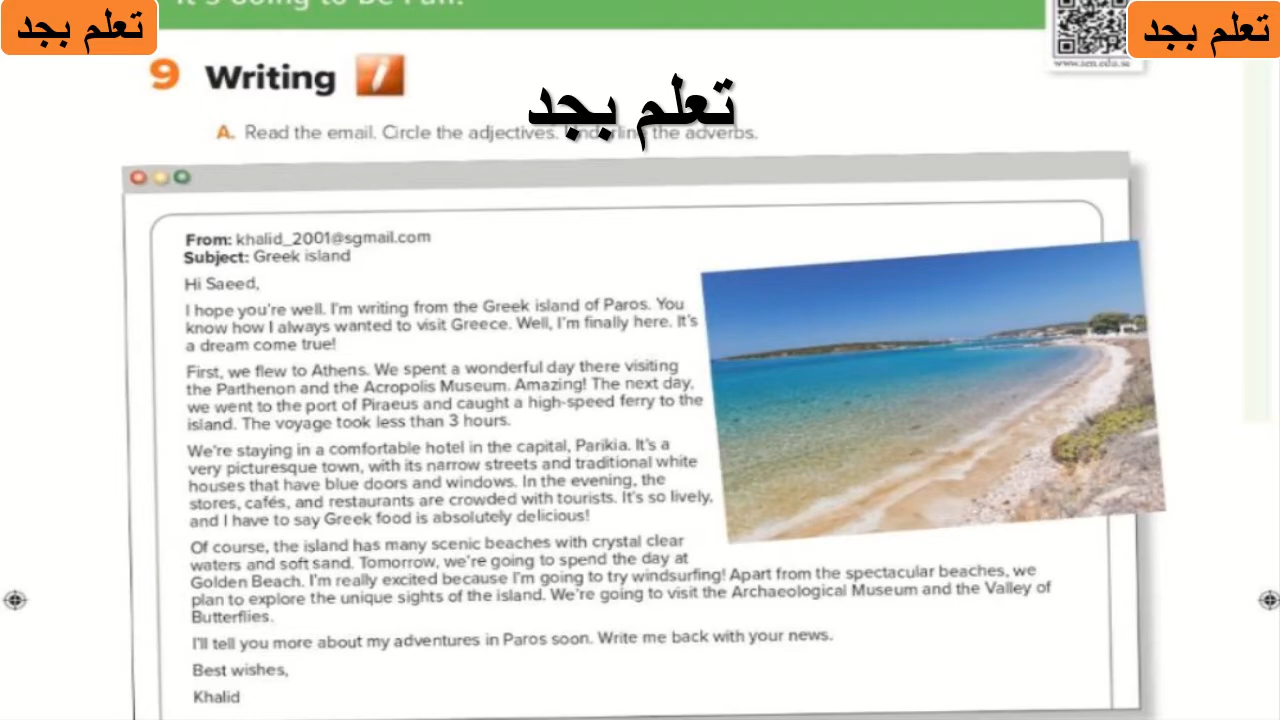 It's Going to Be Fun!
تعلم بجد
تعلم بجد
www.ien.edu.sa
9 Writing
تعلم بجد
A. Read the email. Circle the adjectives. Underline the adverbs.
From: khalid_2001@sgmail.com
Subject: Greek island
Hi Saeed,
I hope you're well. I'm writing from the Greek island of Paros. You
know how I always wanted to visit Greece. Well, I'm finally here. It's
a dream come true!
First, we flew to Athens. We spent a wonderful day there visiting
the Parthenon and the Acropolis Museum. Amazing! The next day,
we went to the port of Piraeus and caught a high-speed ferry to the
island. The voyage took less than 3 hours.
We're staying in a comfortable hotel in the capital, Parikia. It's a
very picturesque town, with its narrow streets and traditional white
houses that have blue doors and windows. In the evening, the
stores, cafés, and restaurants are crowded with tourists. It's so lively,
and I have to say Greek food is absolutely delicious!
Of course, the island has many scenic beaches with crystal clear
waters and soft sand. Tomorrow, we're going to spend the day at
Golden Beach. I'm really excited because I'm going to try windsurfing! Apart from the spectacular beaches, we
plan to explore the unique sights of the island. We're going to visit the Archaeological Museum and the Valley of
Butterflies.
I'll tell you more about my adventures in Paros soon. Write me back with your news.
Best wishes,
Khalid